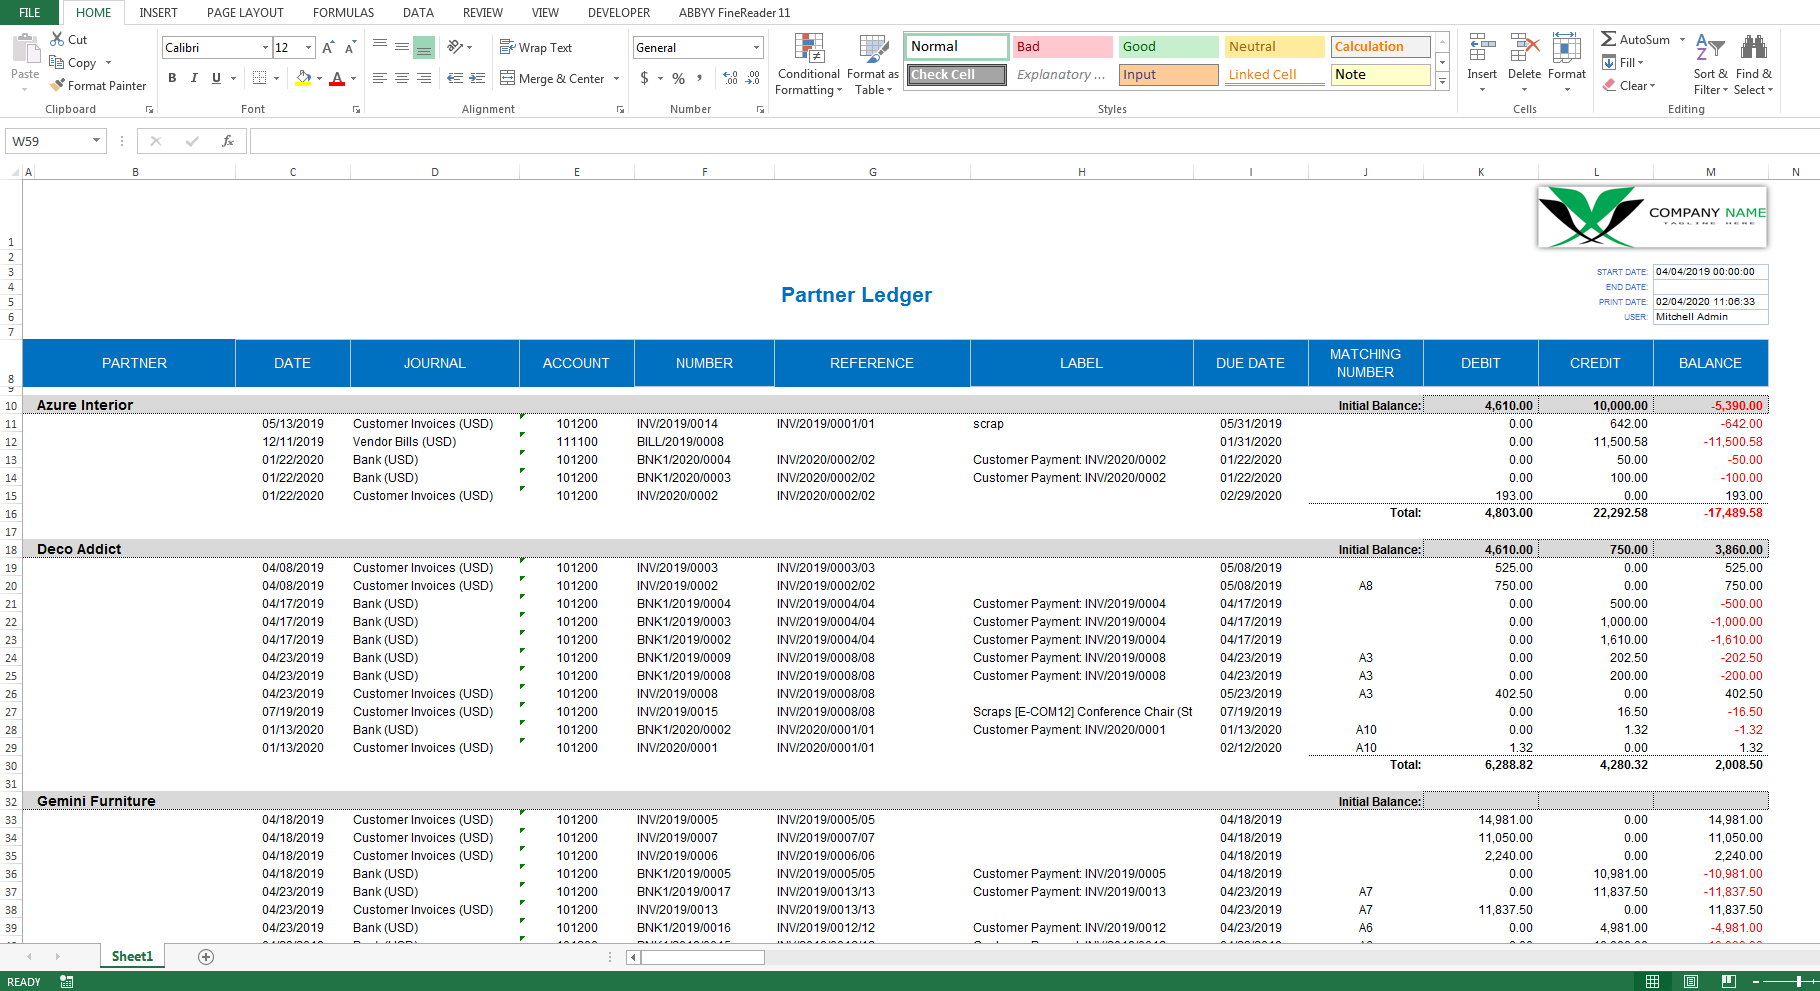 FILE HOME INSERT PAGE LAYOUT FORMULAS DATA REVIEW VIEW DEVELOPER ABBYY FineReader 11
Paste Cut Copy Format Painter
Clipboard
Calibri 12
B I U A
Font
Wrap Text
Merge & Center
Alignment
General
$ % ,
Number
Conditional Formatting
Format as Table
Normal Bad Good Neutral Calculation
Check Cell Explanatory ... Input Linked Cell Note
Styles
Insert Delete Format
Cells
AutoSum
Fill
Clear
Sort & Filter
Find & Select
Editing
W59 fx
A B C D E F G H I J K L M N
COMPANY NAME
TAGLINE HERE
START DATE: 04/04/2019 00:00:00
END DATE:
Partner Ledger
PRINT DATE: 02/04/2020 11:06:33
USER: Mitchell Admin
PARTNER DATE JOURNAL ACCOUNT NUMBER REFERENCE LABEL DUE DATE MATCHING NUMBER DEBIT CREDIT BALANCE
10 Azure Interior Initial Balance: 4,610.00 10,000.00 -5,390.00
11 05/13/2019 Customer Invoices (USD) 101200 INV/2019/0014 INV/2019/0001/01 scrap 05/31/2019 0.00 642.00 -642.00
12 12/11/2019 Vendor Bills (USD) 111100 BILL/2019/0008 01/31/2020 0.00 11,500.58 -11,500.58
13 01/22/2020 Bank (USD) 101200 BNK1/2020/0004 INV/2020/0002/02 Customer Payment: INV/2020/0002 01/22/2020 0.00 50.00 -50.00
14 01/22/2020 Bank (USD) 101200 BNK1/2020/0003 INV/2020/0002/02 Customer Payment: INV/2020/0002 01/22/2020 0.00 100.00 -100.00
15 01/22/2020 Customer Invoices (USD) 101200 INV/2020/0002 INV/2020/0002/02 02/29/2020 193.00 0.00 193.00
16 Total: 4,803.00 22,292.58 -17,489.58
17
18 Deco Addict Initial Balance: 4,610.00 750.00 3,860.00
19 04/08/2019 Customer Invoices (USD) 101200 INV/2019/0003 INV/2019/0003/03 05/08/2019 525.00 0.00 525.00
20 04/08/2019 Customer Invoices (USD) 101200 INV/2019/0002 INV/2019/0002/02 05/08/2019 A8 750.00 0.00 750.00
21 04/17/2019 Bank (USD) 101200 BNK1/2019/0004 INV/2019/0004/04 Customer Payment: INV/2019/0004 04/17/2019 0.00 500.00 -500.00
22 04/17/2019 Bank (USD) 101200 BNK1/2019/0003 INV/2019/0004/04 Customer Payment: INV/2019/0004 04/17/2019 0.00 1,000.00 -1,000.00
23 04/17/2019 Bank (USD) 101200 BNK1/2019/0002 INV/2019/0004/04 Customer Payment: INV/2019/0004 04/17/2019 0.00 1,610.00 -1,610.00
24 04/23/2019 Bank (USD) 101200 BNK1/2019/0009 INV/2019/0008/08 Customer Payment: INV/2019/0008 04/23/2019 A3 0.00 202.50 -202.50
25 04/23/2019 Bank (USD) 101200 BNK1/2019/0008 INV/2019/0008/08 Customer Payment: INV/2019/0008 04/23/2019 A3 0.00 200.00 -200.00
26 04/23/2019 Customer Invoices (USD) 101200 INV/2019/0008 INV/2019/0008/08 05/23/2019 A3 402.50 0.00 402.50
27 07/19/2019 Customer Invoices (USD) 101200 INV/2019/0015 INV/2019/0008/08 Scraps [E-COM12] Conference Chair (St 07/19/2019 0.00 16.50 -16.50
28 01/13/2020 Bank (USD) 101200 BNK1/2020/0002 INV/2020/0001/01 Customer Payment: INV/2020/0001 01/13/2020 A10 0.00 1.32 -1.32
29 01/13/2020 Customer Invoices (USD) 101200 INV/2020/0001 INV/2020/0001/01 02/12/2020 A10 1.32 0.00 1.32
30 Total: 6,288.82 4,280.32 2,008.50
31
32 Gemini Furniture Initial Balance:
33 04/18/2019 Customer Invoices (USD) 101200 INV/2019/0005 INV/2019/0005/05 04/18/2019 14,981.00 0.00 14,981.00
34 04/18/2019 Customer Invoices (USD) 101200 INV/2019/0007 INV/2019/0007/07 04/18/2019 11,050.00 0.00 11,050.00
35 04/18/2019 Customer Invoices (USD) 101200 INV/2019/0006 INV/2019/0006/06 04/18/2019 2,240.00 0.00 2,240.00
36 04/18/2019 Bank (USD) 101200 BNK1/2019/0005 INV/2019/0005/05 Customer Payment: INV/2019/0005 04/18/2019 0.00 10,981.00 -10,981.00
37 04/23/2019 Bank (USD) 101200 BNK1/2019/0017 INV/2019/0013/13 Customer Payment: INV/2019/0013 04/23/2019 A7 0.00 11,837.50 -11,837.50
38 04/23/2019 Customer Invoices (USD) 101200 INV/2019/0013 INV/2019/0013/13 04/23/2019 A7 11,837.50 0.00 11,837.50
39 04/23/2019 Bank (USD) 101200 BNK1/2019/0016 INV/2019/0012/12 Customer Payment: INV/2019/0012 04/23/2019 A6 0.00 4,981.00 -4,981.00
Sheet1
READY